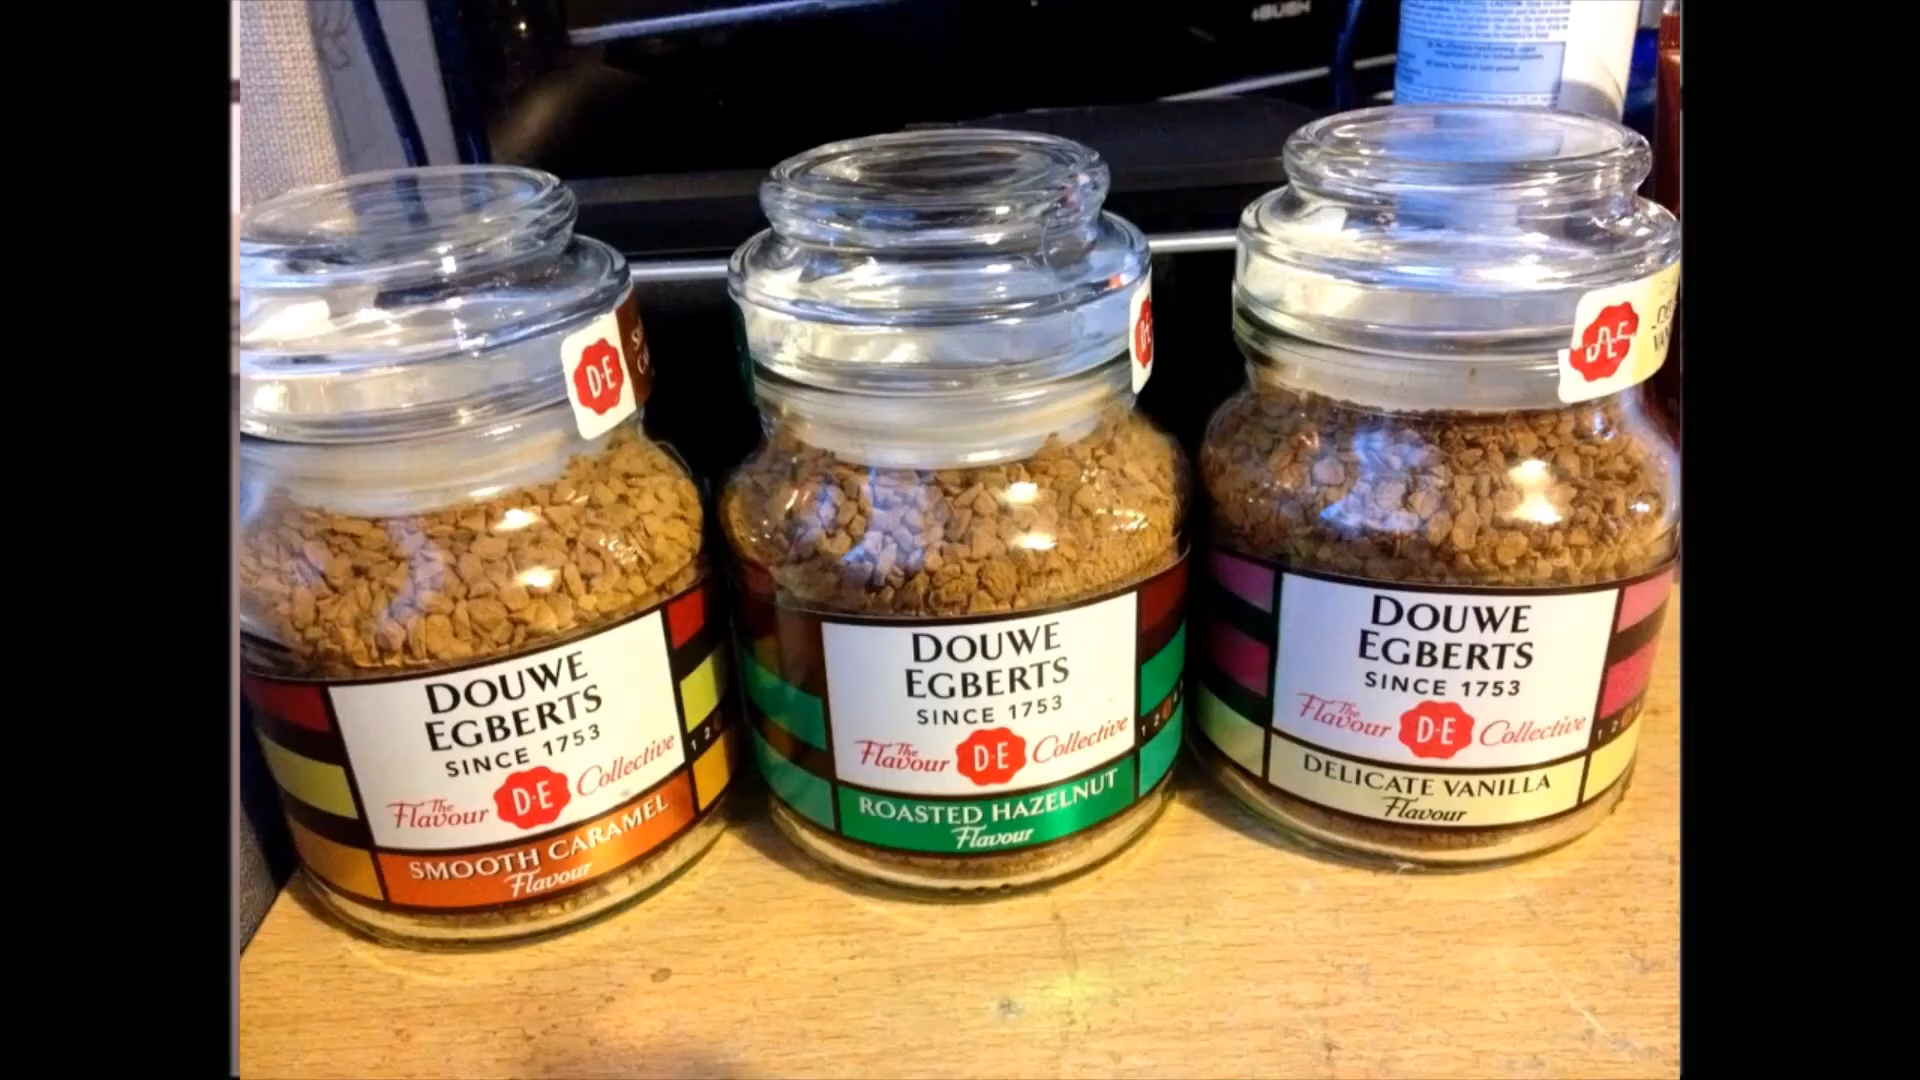 BUSH
D·E
DOUWE
EGBERTS
SINCE 1753
The
Flavour D·E Collective
SMOOTH CARAMEL
Flavour
DOUWE
EGBERTS
SINCE 1753
The
Flavour D·E Collective
ROASTED HAZELNUT
Flavour
D·E
DOUWE
EGBERTS
SINCE 1753
The
Flavour D·E Collective
DELICATE VANILLA
Flavour